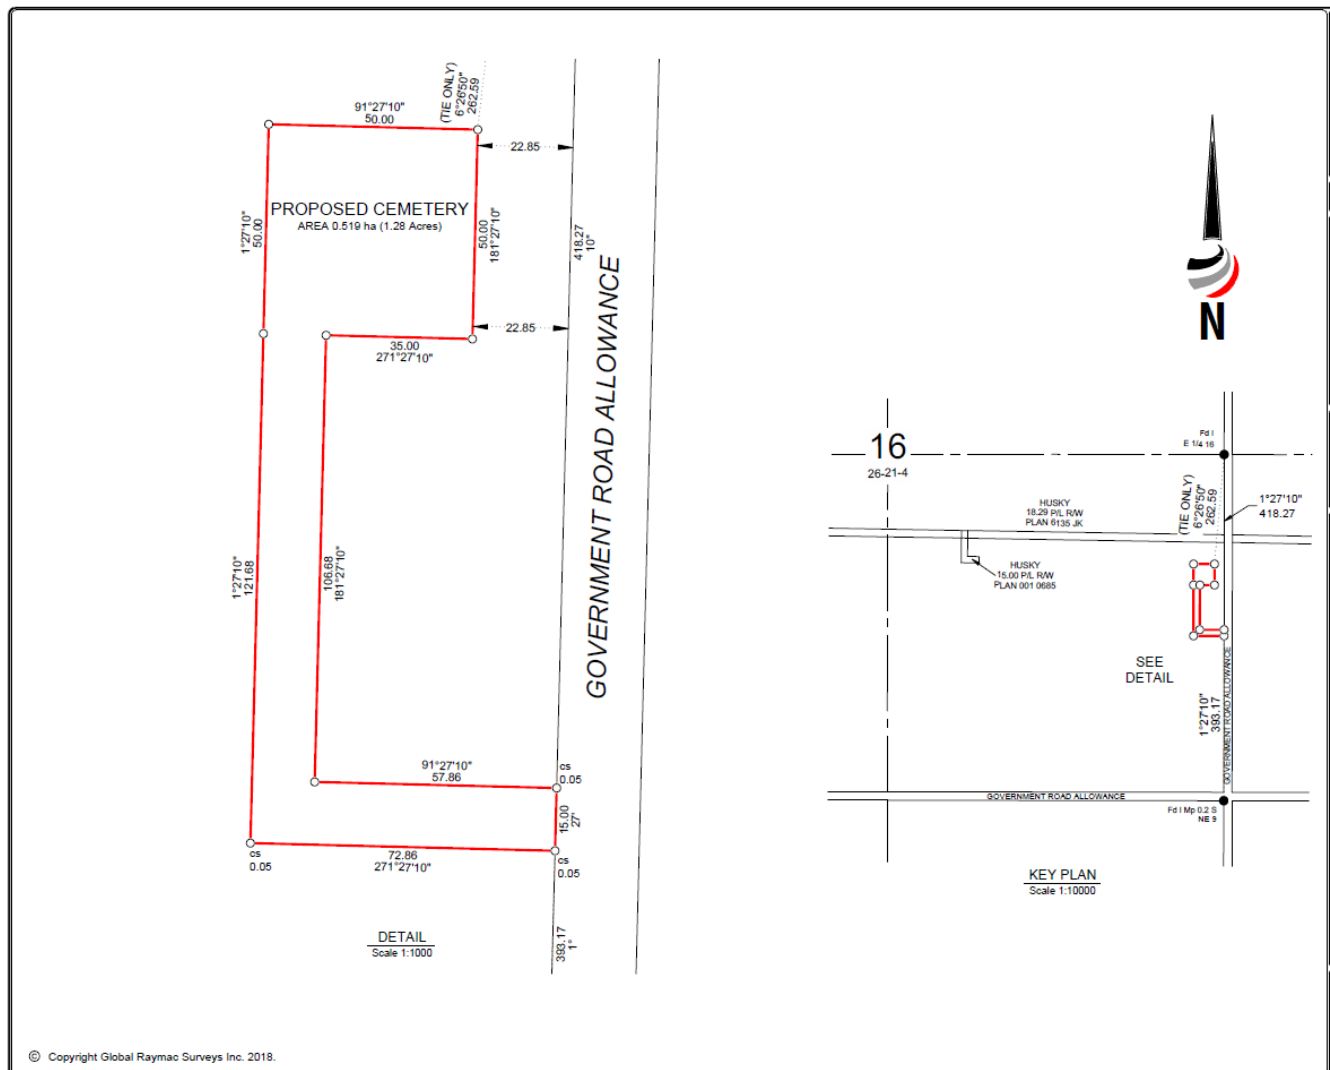 (TIE ONLY)
6°26'50"
262.59
91°27'10"
50.00
22.85
PROPOSED CEMETERY
AREA 0.519 ha (1.28 Acres)
1°27'10"
50.00
50.00
181°27'10"
418.27
10"
GOVERNMENT ROAD ALLOWANCE
22.85
35.00
271°27'10"
1°27'10"
121.68
106.68
181°27'10"
91°27'10"
57.86
cs
0.05
15.00
27'
cs
0.05
72.86
271°27'10"
cs
0.05
393.17
1°
DETAIL
Scale 1:1000
N
16
26-21-4
Fd I
E 1/4 16
(TIE ONLY)
6°26'50"
262.59
1°27'10"
418.27
HUSKY
18.29 P/L R/W
PLAN 6135 JK
HUSKY
15.00 P/L R/W
PLAN 001 0685
SEE
DETAIL
1°27'10"
393.17
GOVERNMENT ROAD ALLOWANCE
GOVERNMENT ROAD ALLOWANCE
Fd I Mp 0.2 S
NE 9
KEY PLAN
Scale 1:10000
© Copyright Global Raymac Surveys Inc. 2018.